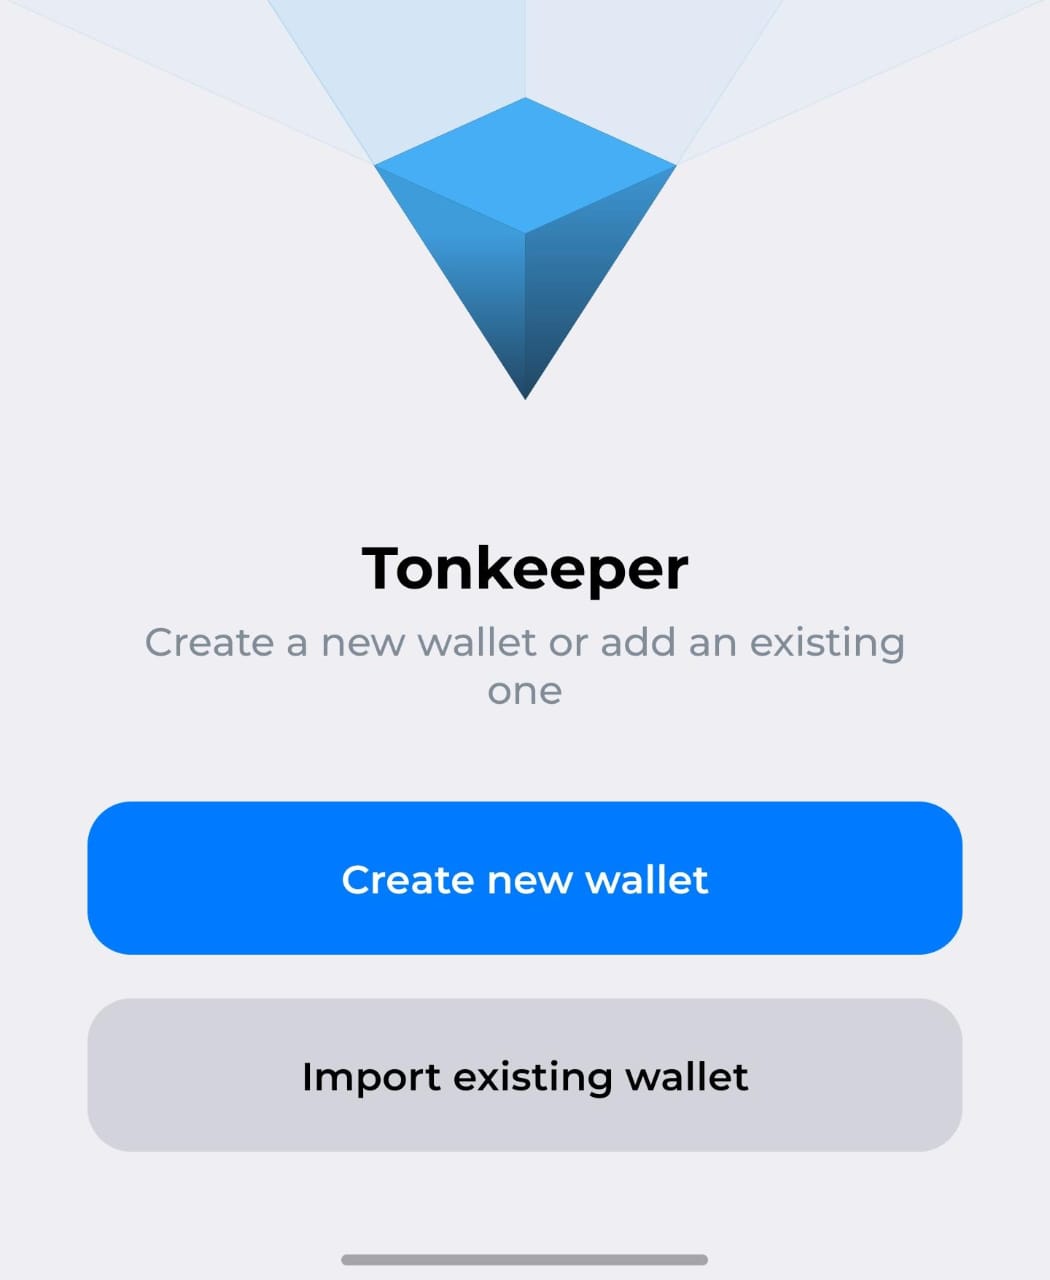 Tonkeeper
Create a new wallet or add an existing
one
Create new wallet
Import existing wallet